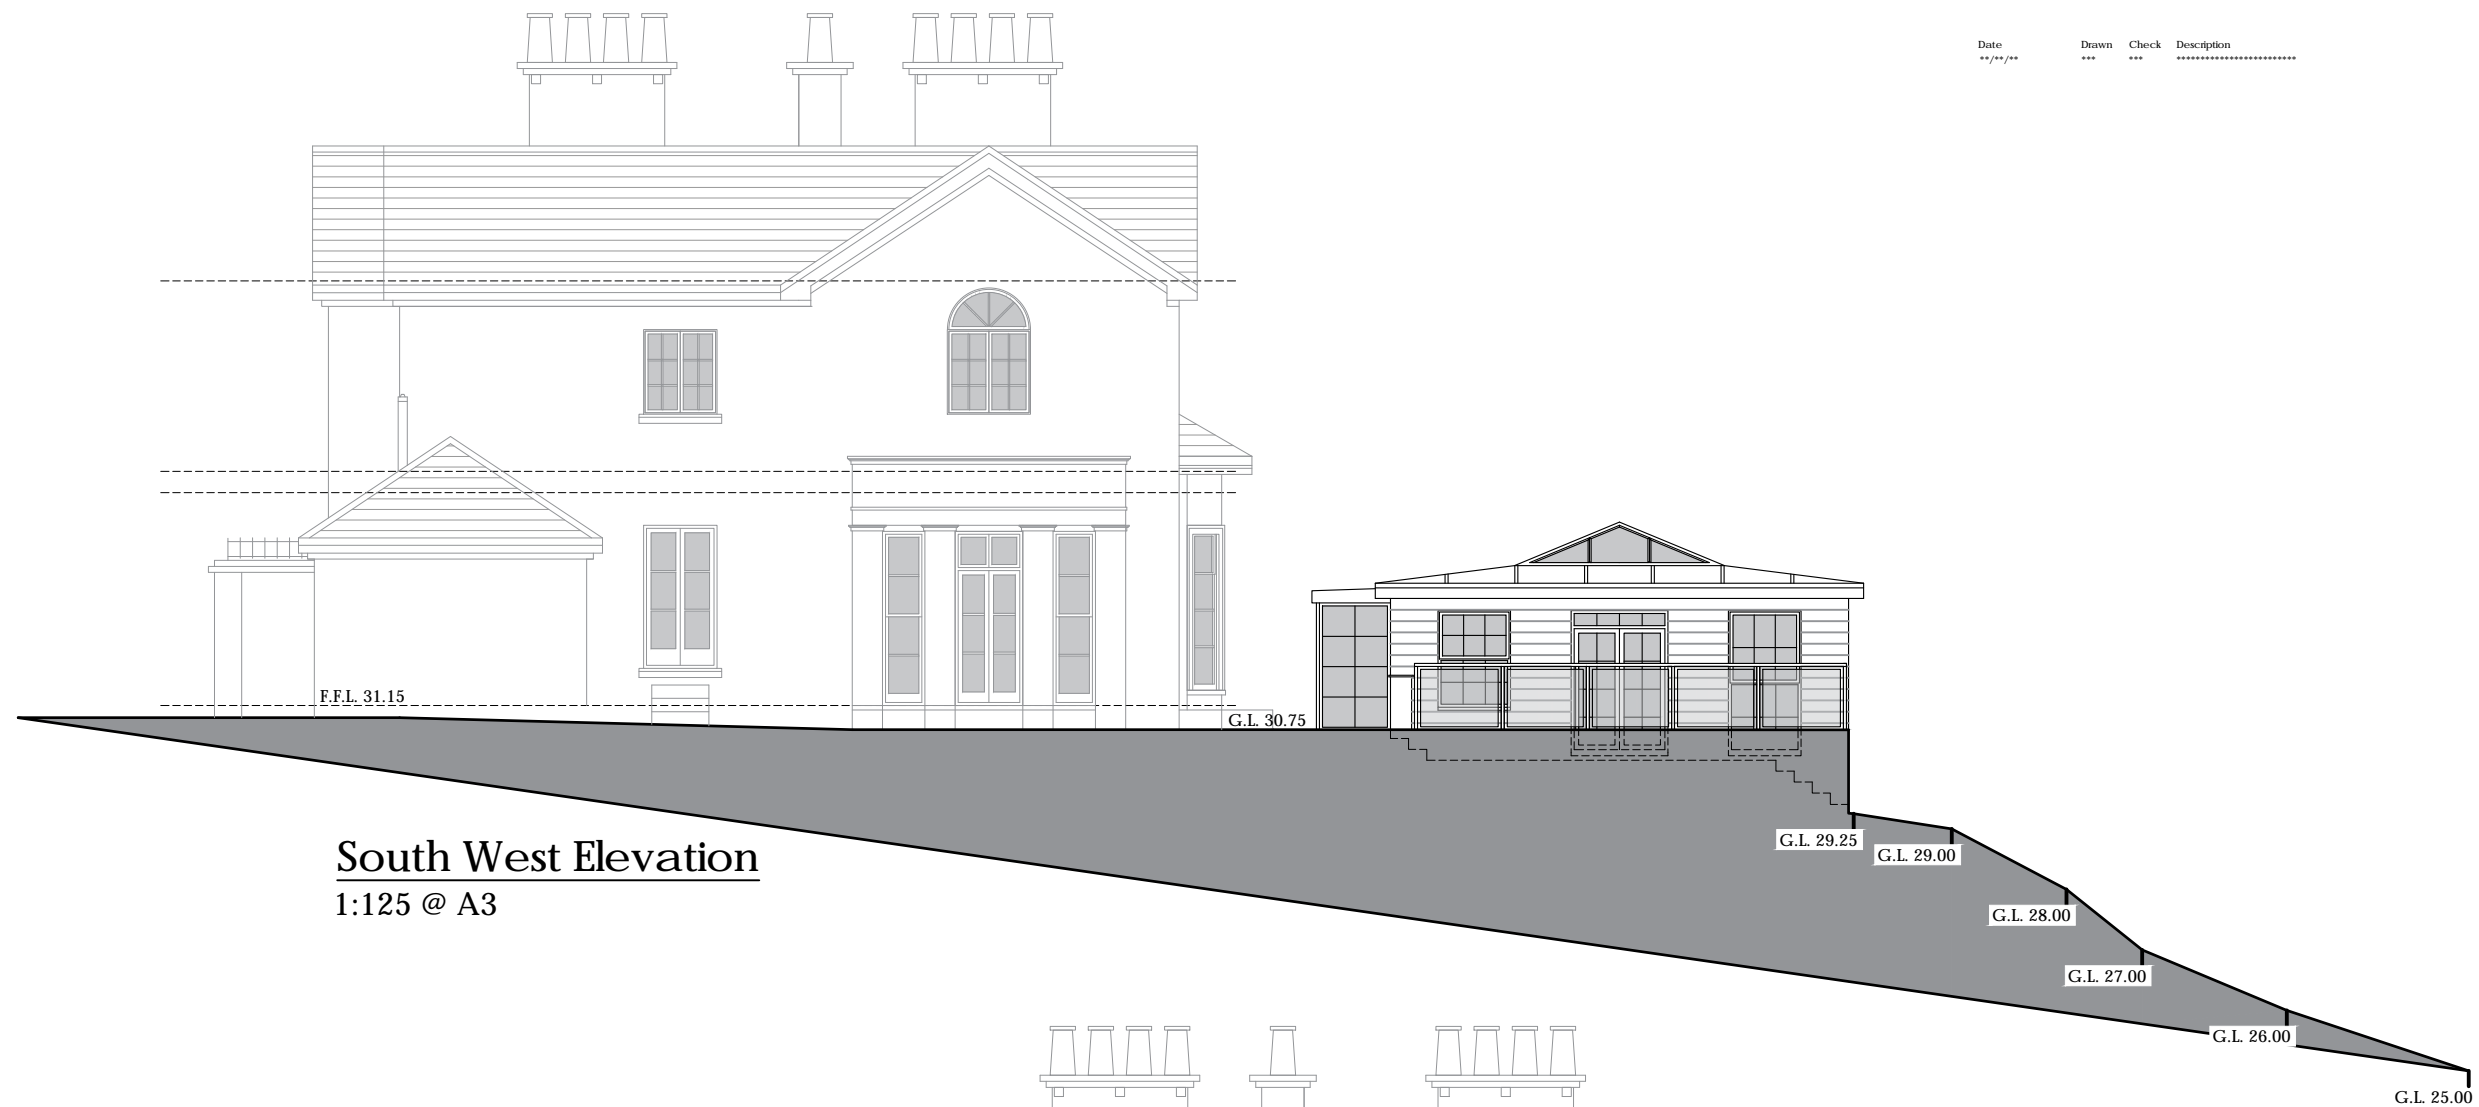 Date Drawn Check Description
**/**/** *** *** *************************
F.F.L. 31.15
G.L. 30.75
G.L. 29.25
G.L. 29.00
South West Elevation
1:125 @ A3
G.L. 28.00
G.L. 27.00
G.L. 26.00
G.L. 25.00